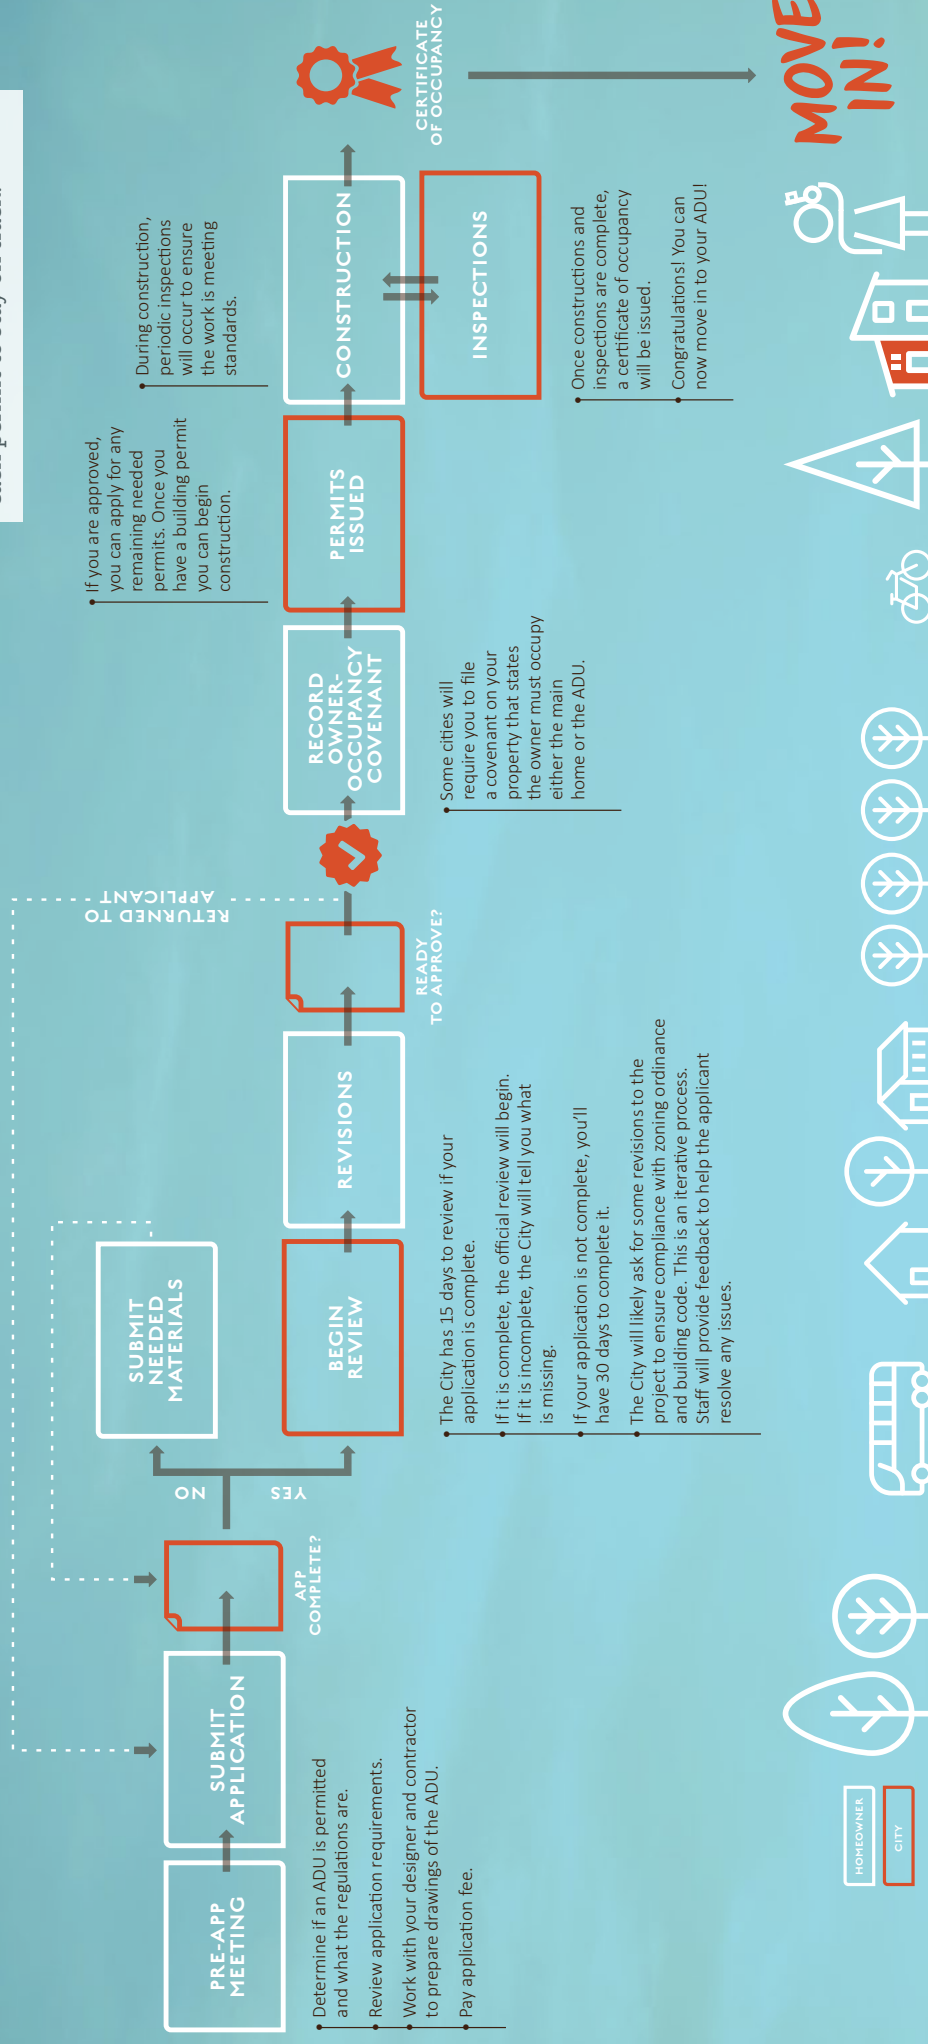 PRE-APP
MEETING
Determine if an ADU is permitted
and what the regulations are.
Review application requirements.
Work with your designer and contractor
to prepare drawings of the ADU.
Pay application fee.
SUBMIT
APPLICATION
APP
COMPLETE?
NO
YES
SUBMIT
NEEDED
MATERIALS
BEGIN
REVIEW
The City has 15 days to review if your
application is complete.
If it is complete, the official review will begin.
If it is incomplete, the City will tell you what
is missing.
If your application is not complete, you’ll
have 30 days to complete it.
The City will likely ask for some revisions to the
project to ensure compliance with zoning ordinance
and building code. This is an iterative process.
Staff will provide feedback to help the applicant
resolve any issues.
REVISIONS
READY
TO APPROVE?
RETURNED TO
APPLICANT
RECORD
OWNER-
OCCUPANCY
COVENANT
Some cities will
require you to file
a covenant on your
property that states
the owner must occupy
either the main
home or the ADU.
PERMITS
ISSUED
If you are approved,
you can apply for any
remaining needed
permits. Once you
have a building permit
you can begin
construction.
CONSTRUCTION
During construction,
periodic inspections
will occur to ensure
the work is meeting
standards.
INSPECTIONS
Once constructions and
inspections are complete,
a certificate of occupancy
will be issued.
Congratulations! You can
now move in to your ADU!
CERTIFICATE
OF OCCUPANCY
MOVE
IN!
HOMEOWNER
CITY